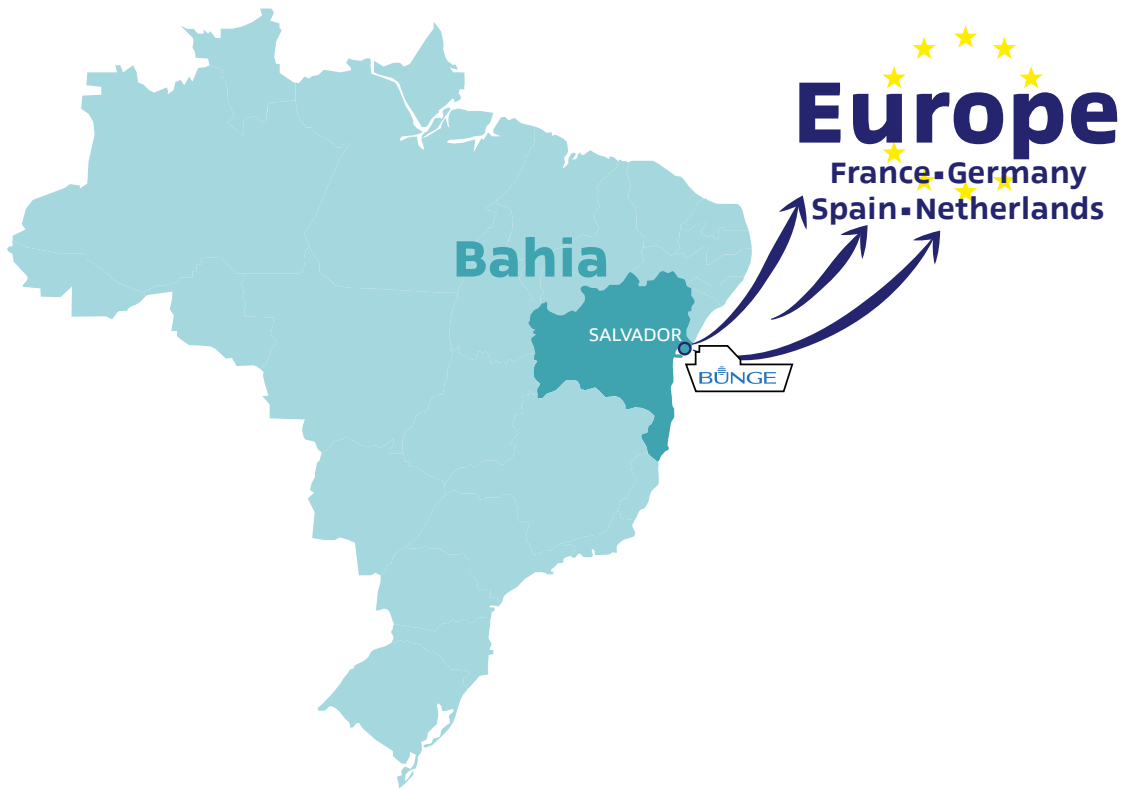 Europe
France▪Germany
Spain▪Netherlands
Bahia
SALVADOR
BUNGE